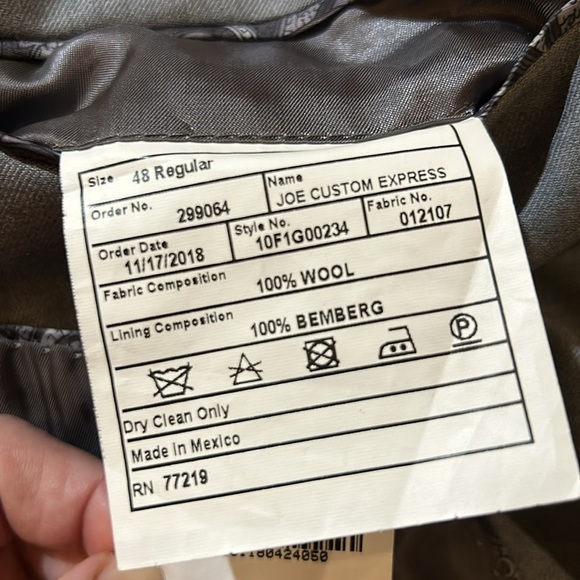 Size 48 Regular
Order No. 299064 Name JOE CUSTOM EXPRESS
Order Date 11/17/2018 Style No. 10F1G00234 Fabric No. 012107
Fabric Composition 100% WOOL
Lining Composition 100% BEMBERG
P
Dry Clean Only
Made in Mexico
RN 77219